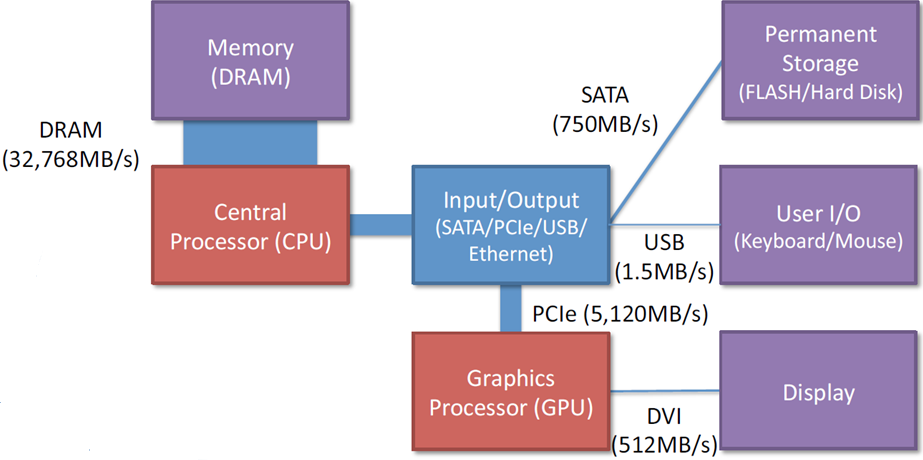 Memory
(DRAM)
DRAM
(32,768MB/s)
Central
Processor (CPU)
Input/Output
(SATA/PCIe/USB/
Ethernet)
SATA
(750MB/s)
Permanent
Storage
(FLASH/Hard Disk)
USB
(1.5MB/s)
User I/O
(Keyboard/Mouse)
PCIe (5,120MB/s)
Graphics
Processor (GPU)
DVI
(512MB/s)
Display